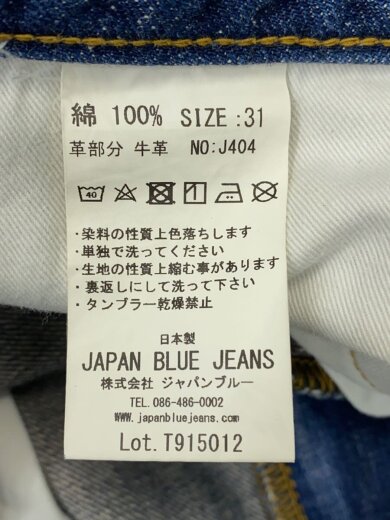 綿 100% SIZE :31
革部分 牛革 NO:J404
40
・染料の性質上色落ちします
・単独で洗ってください
・生地の性質上縮む事があります
・裏返しにして洗って下さい
・タンブラー乾燥禁止
日本製
JAPAN BLUE JEANS
株式会社 ジャパンブルー
TEL. 086-486-0002
www.japanbluejeans.com
Lot. T915012